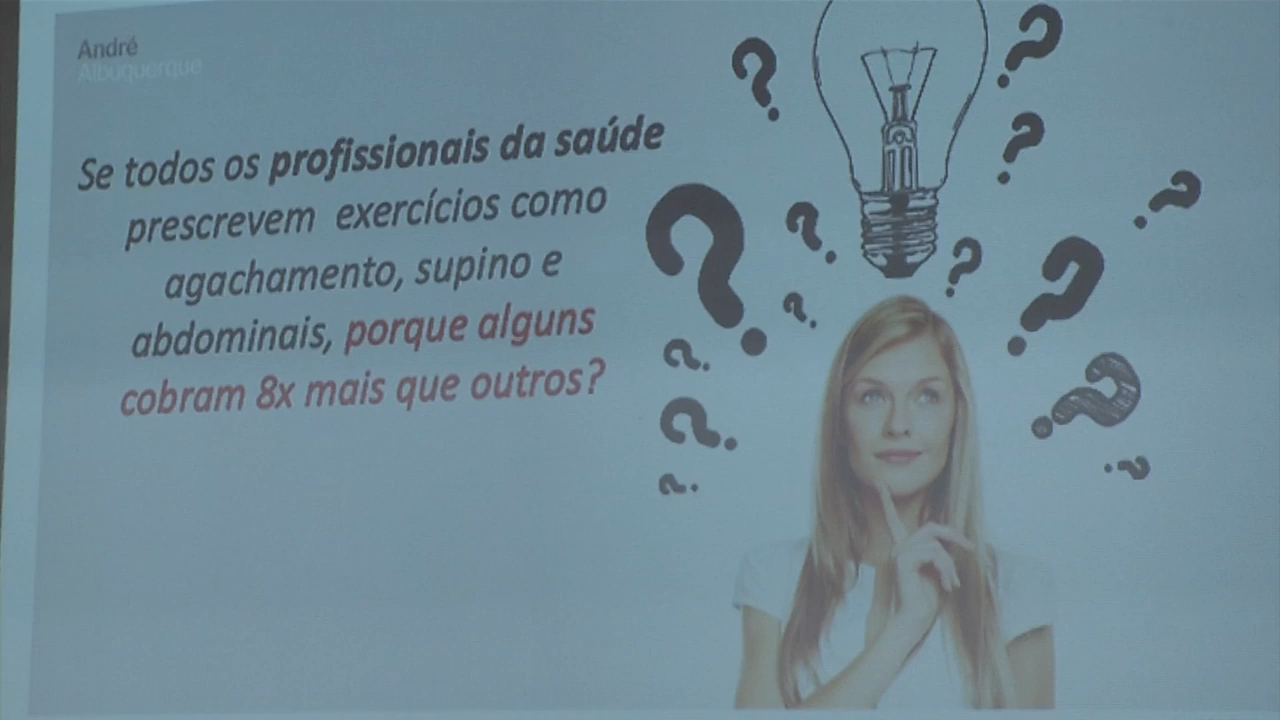 André
Albuquerque
Se todos os profissionais da saúde
prescrevem exercícios como
agachamento, supino e
abdominais, porque alguns
cobram 8x mais que outros?